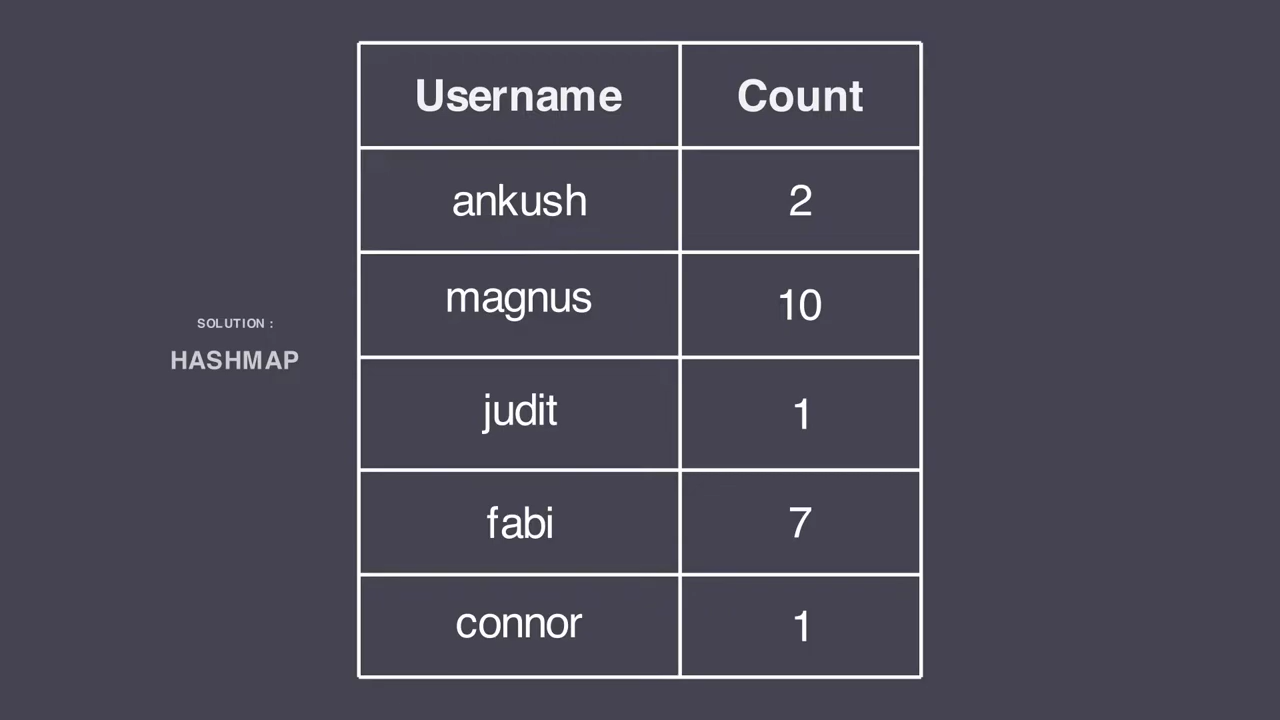 SOLUTION :
HASHMAP
Username Count
ankush 2
magnus 10
judit 1
fabi 7
connor 1